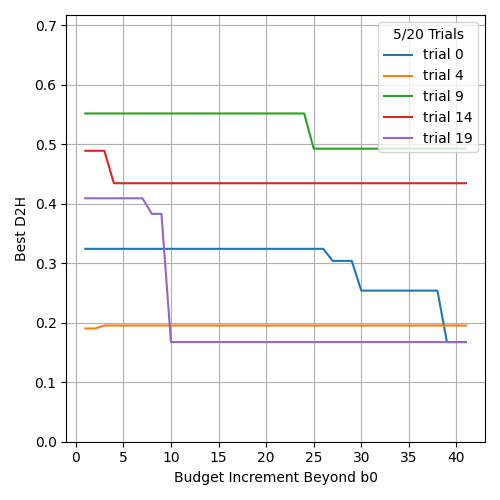 5/20 Trials
trial 0
trial 4
trial 9
trial 14
trial 19
0.7
0.6
0.5
0.4
0.3
0.2
0.1
0.0
Best D2H
0 5 10 15 20 25 30 35 40
Budget Increment Beyond b0